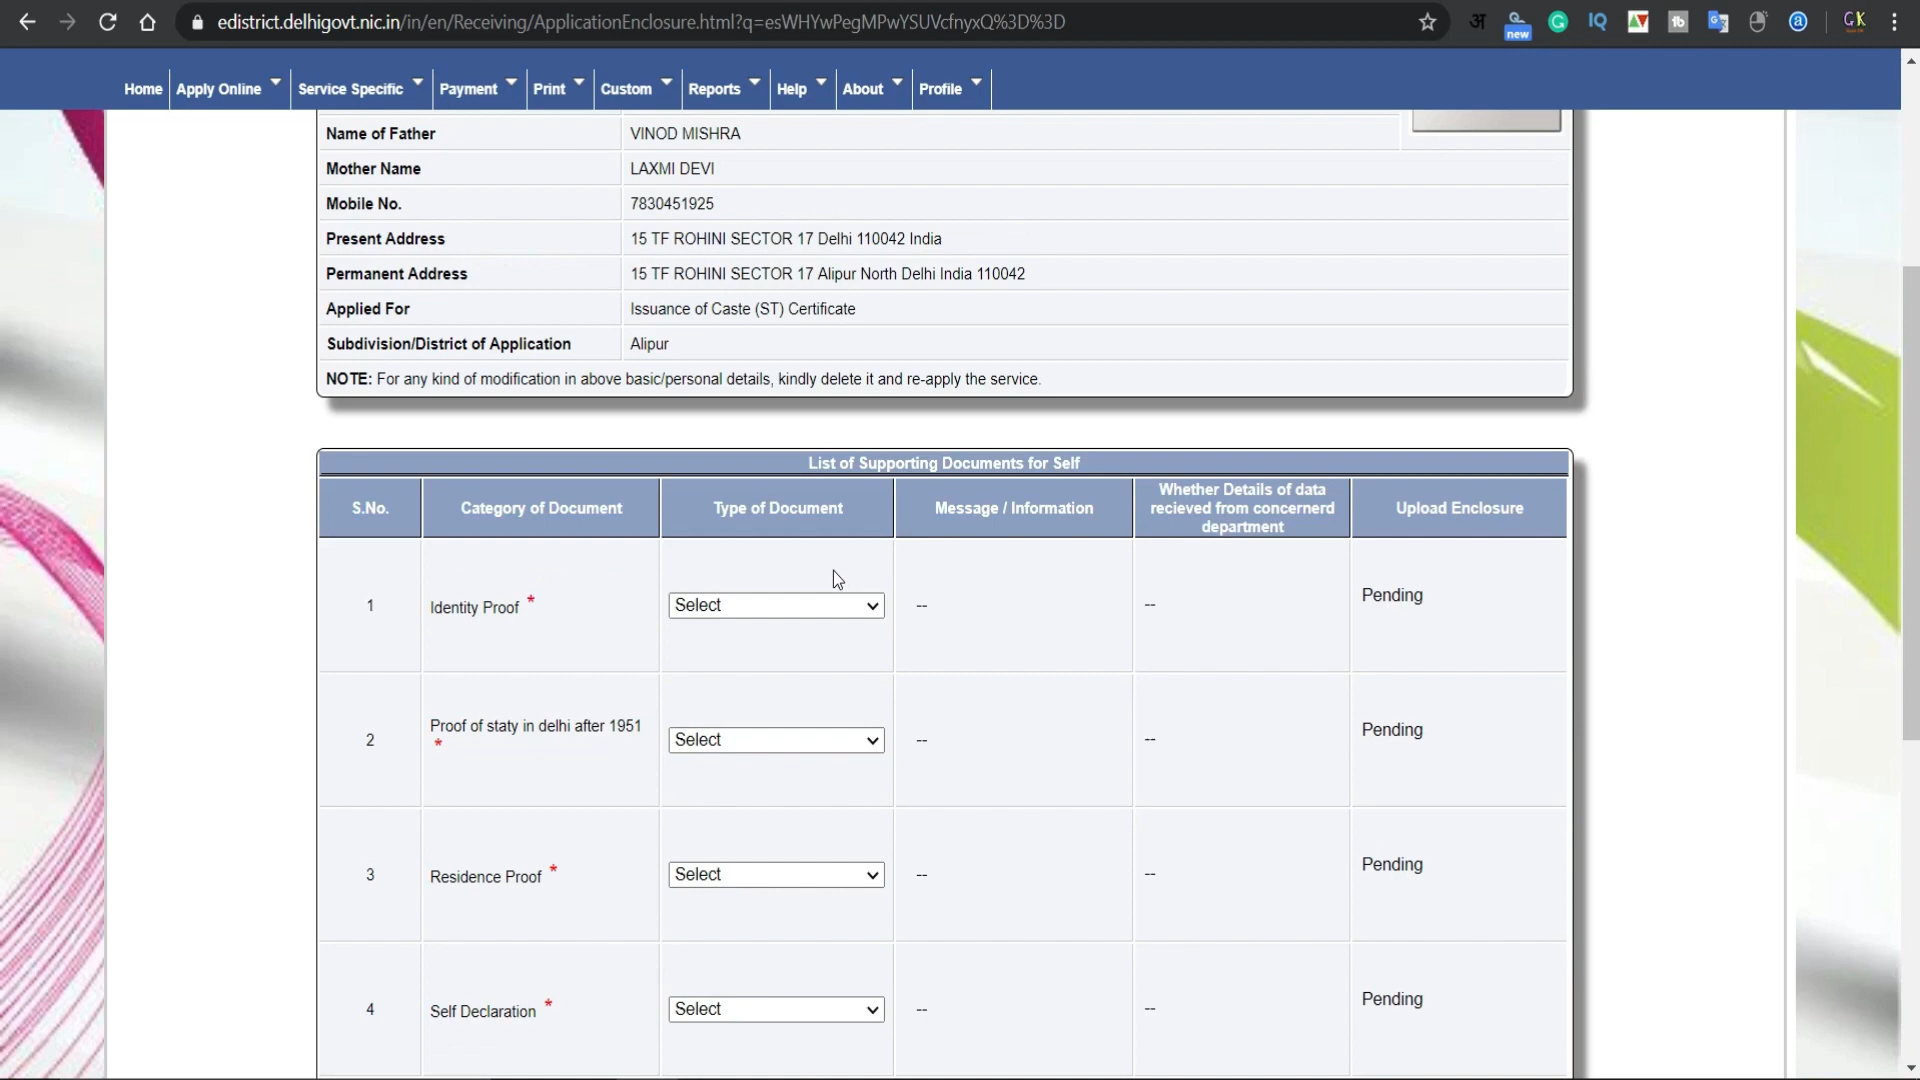 edistrict.delhigovt.nic.in/in/en/Receiving/ApplicationEnclosure.html?q=esWHYwPegMPwYSUVcfnyxQ%3D%3D
अ
new
IQ
tb
a
GK
Home Apply Online Service Specific Payment Print Custom Reports Help About Profile
Name of Father VINOD MISHRA
Mother Name LAXMI DEVI
Mobile No. 7830451925
Present Address 15 TF ROHINI SECTOR 17 Delhi 110042 India
Permanent Address 15 TF ROHINI SECTOR 17 Alipur North Delhi India 110042
Applied For Issuance of Caste (ST) Certificate
Subdivision/District of Application Alipur
NOTE: For any kind of modification in above basic/personal details, kindly delete it and re-apply the service.
List of Supporting Documents for Self
S.No. Category of Document Type of Document Message / Information Whether Details of data recieved from concernerd department Upload Enclosure
1 Identity Proof * Select -- -- Pending
2 Proof of staty in delhi after 1951 * Select -- -- Pending
3 Residence Proof * Select -- -- Pending
4 Self Declaration * Select -- -- Pending